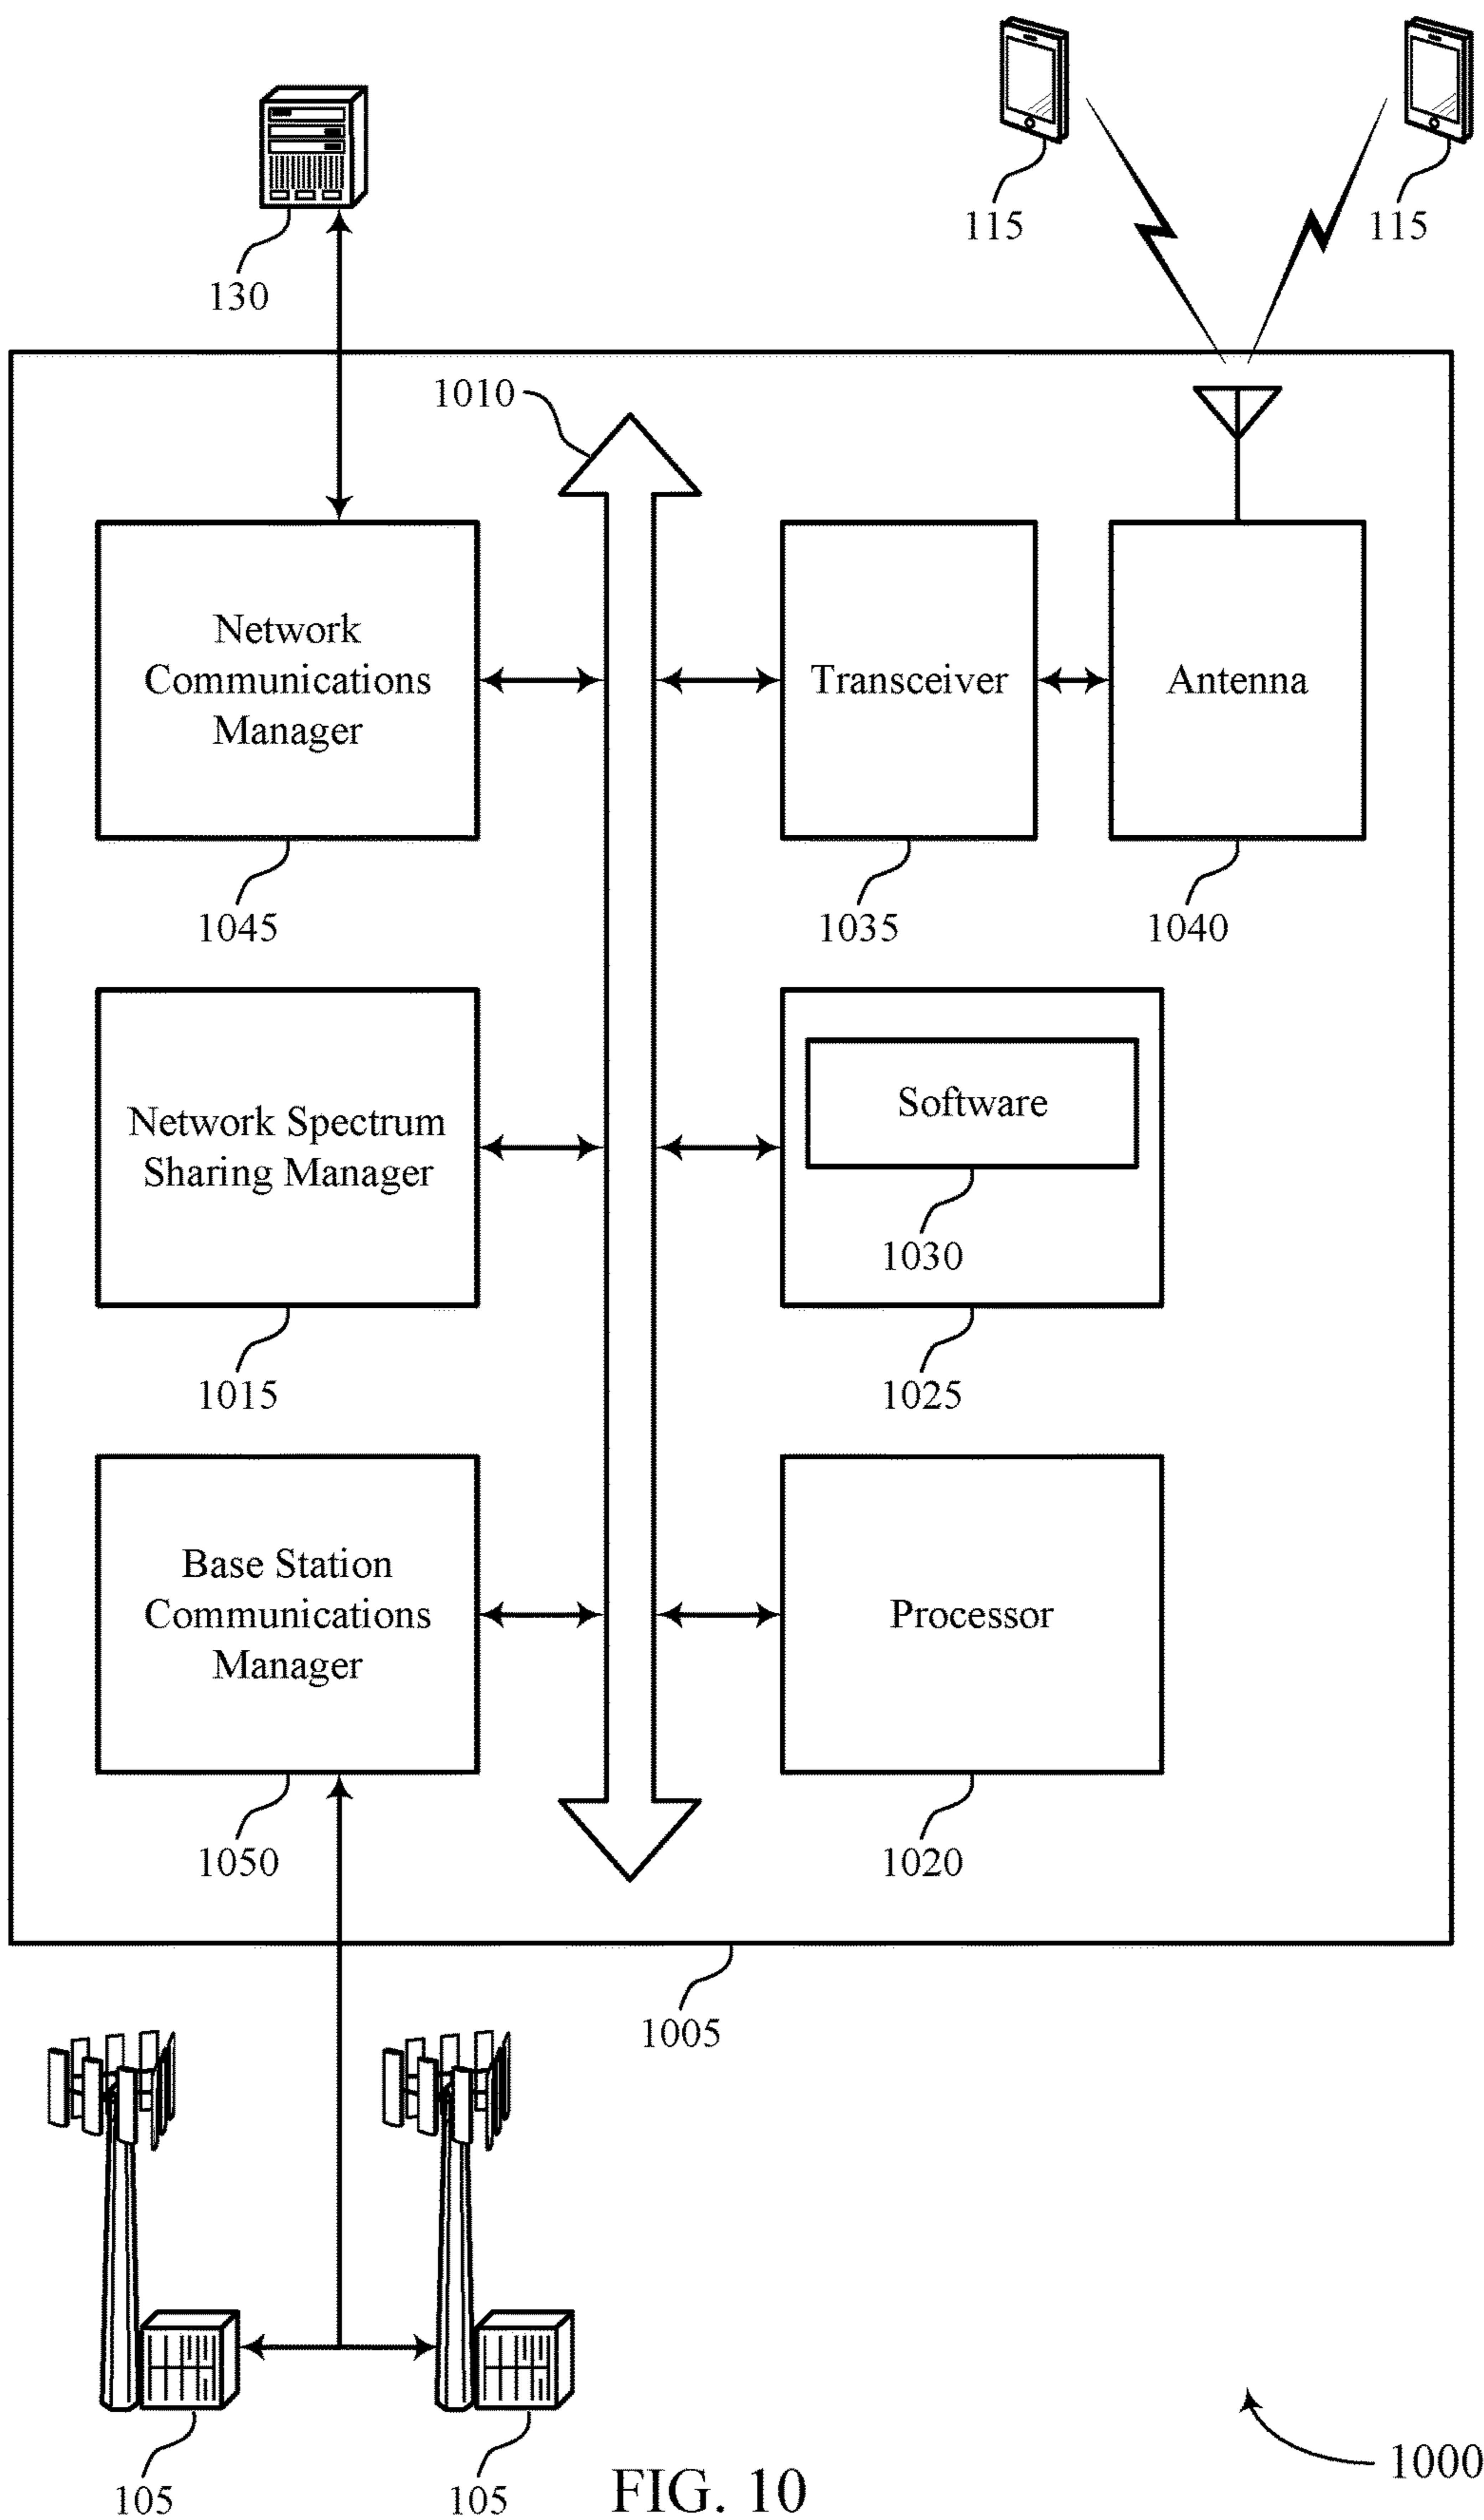 115
115
130
1010
Network
Communications
Manager
Transceiver
Antenna
1045
1035
1040
Network Spectrum
Sharing Manager
Software
1030
1015
1025
Base Station
Communications
Manager
Processor
1050
1020
1005
105
105
FIG. 10
1000